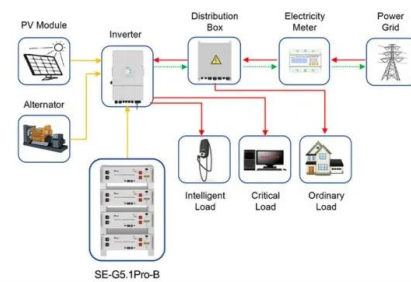 PV Module
Inverter
Distribution
Box
Electricity
Meter
Power
Grid
Alternator
Intelligent
Load
Critical
Load
Ordinary
Load
SE-G5.1Pro-B